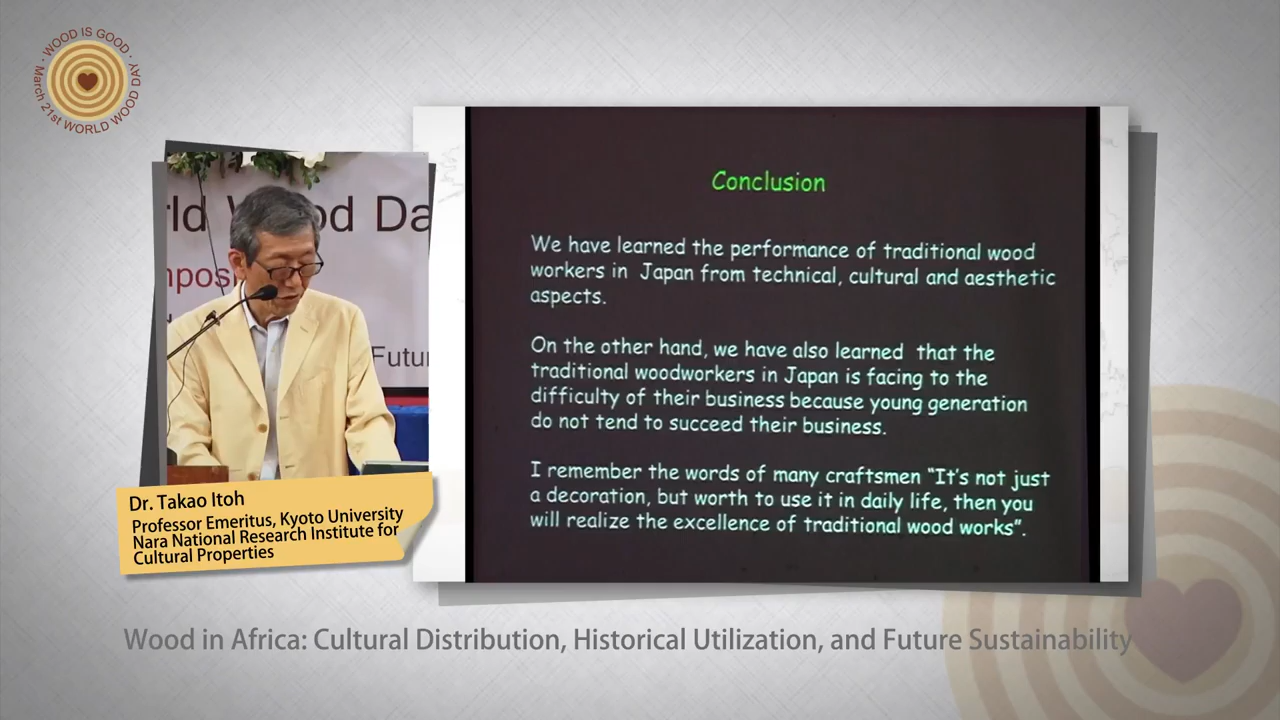 WOOD IS GOOD · March 21st WORLD WOOD DAY ·
rld Wood Da
mposi
Futur
Conclusion
We have learned the performance of traditional wood
workers in Japan from technical, cultural and aesthetic
aspects.
On the other hand, we have also learned that the
traditional woodworkers in Japan is facing to the
difficulty of their business because young generation
do not tend to succeed their business.
I remember the words of many craftsmen “It's not just
a decoration, but worth to use it in daily life, then you
will realize the excellence of traditional wood works”.
Dr. Takao Itoh
Professor Emeritus, Kyoto University
Nara National Research Institute for
Cultural Properties
Wood in Africa: Cultural Distribution, Historical Utilization, and Future Sustainability